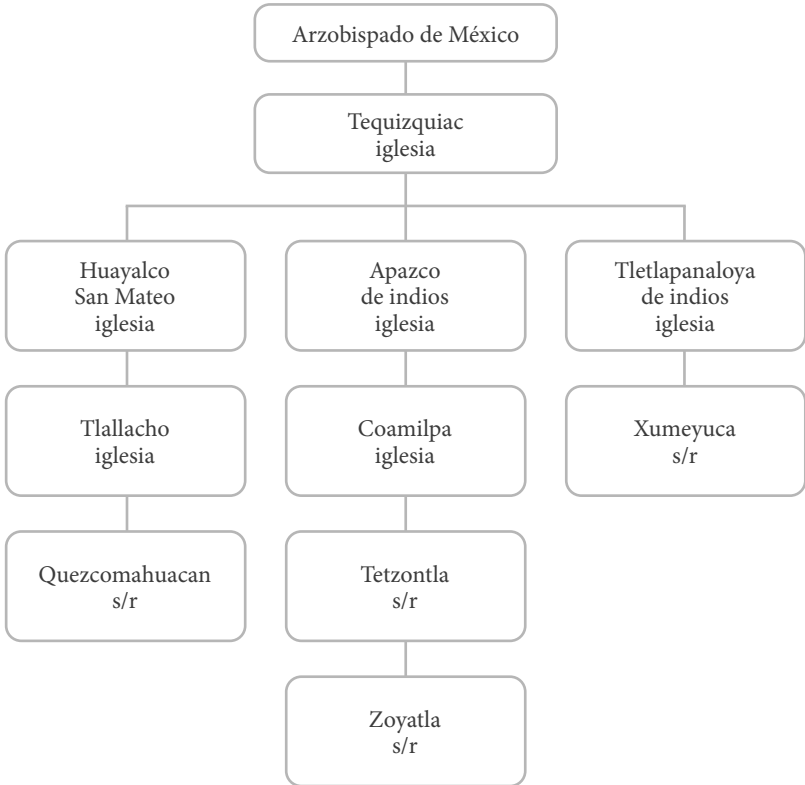 Arzobispado de México
Tequizquiac
iglesia
Huayalco
San Mateo
iglesia
Apazco
de indios
iglesia
Tletlapanaloya
de indios
iglesia
Tlallacho
iglesia
Coamilpa
iglesia
Xumeyuca
s/r
Quezcomahuacan
s/r
Tetzontla
s/r
Zoyatla
s/r